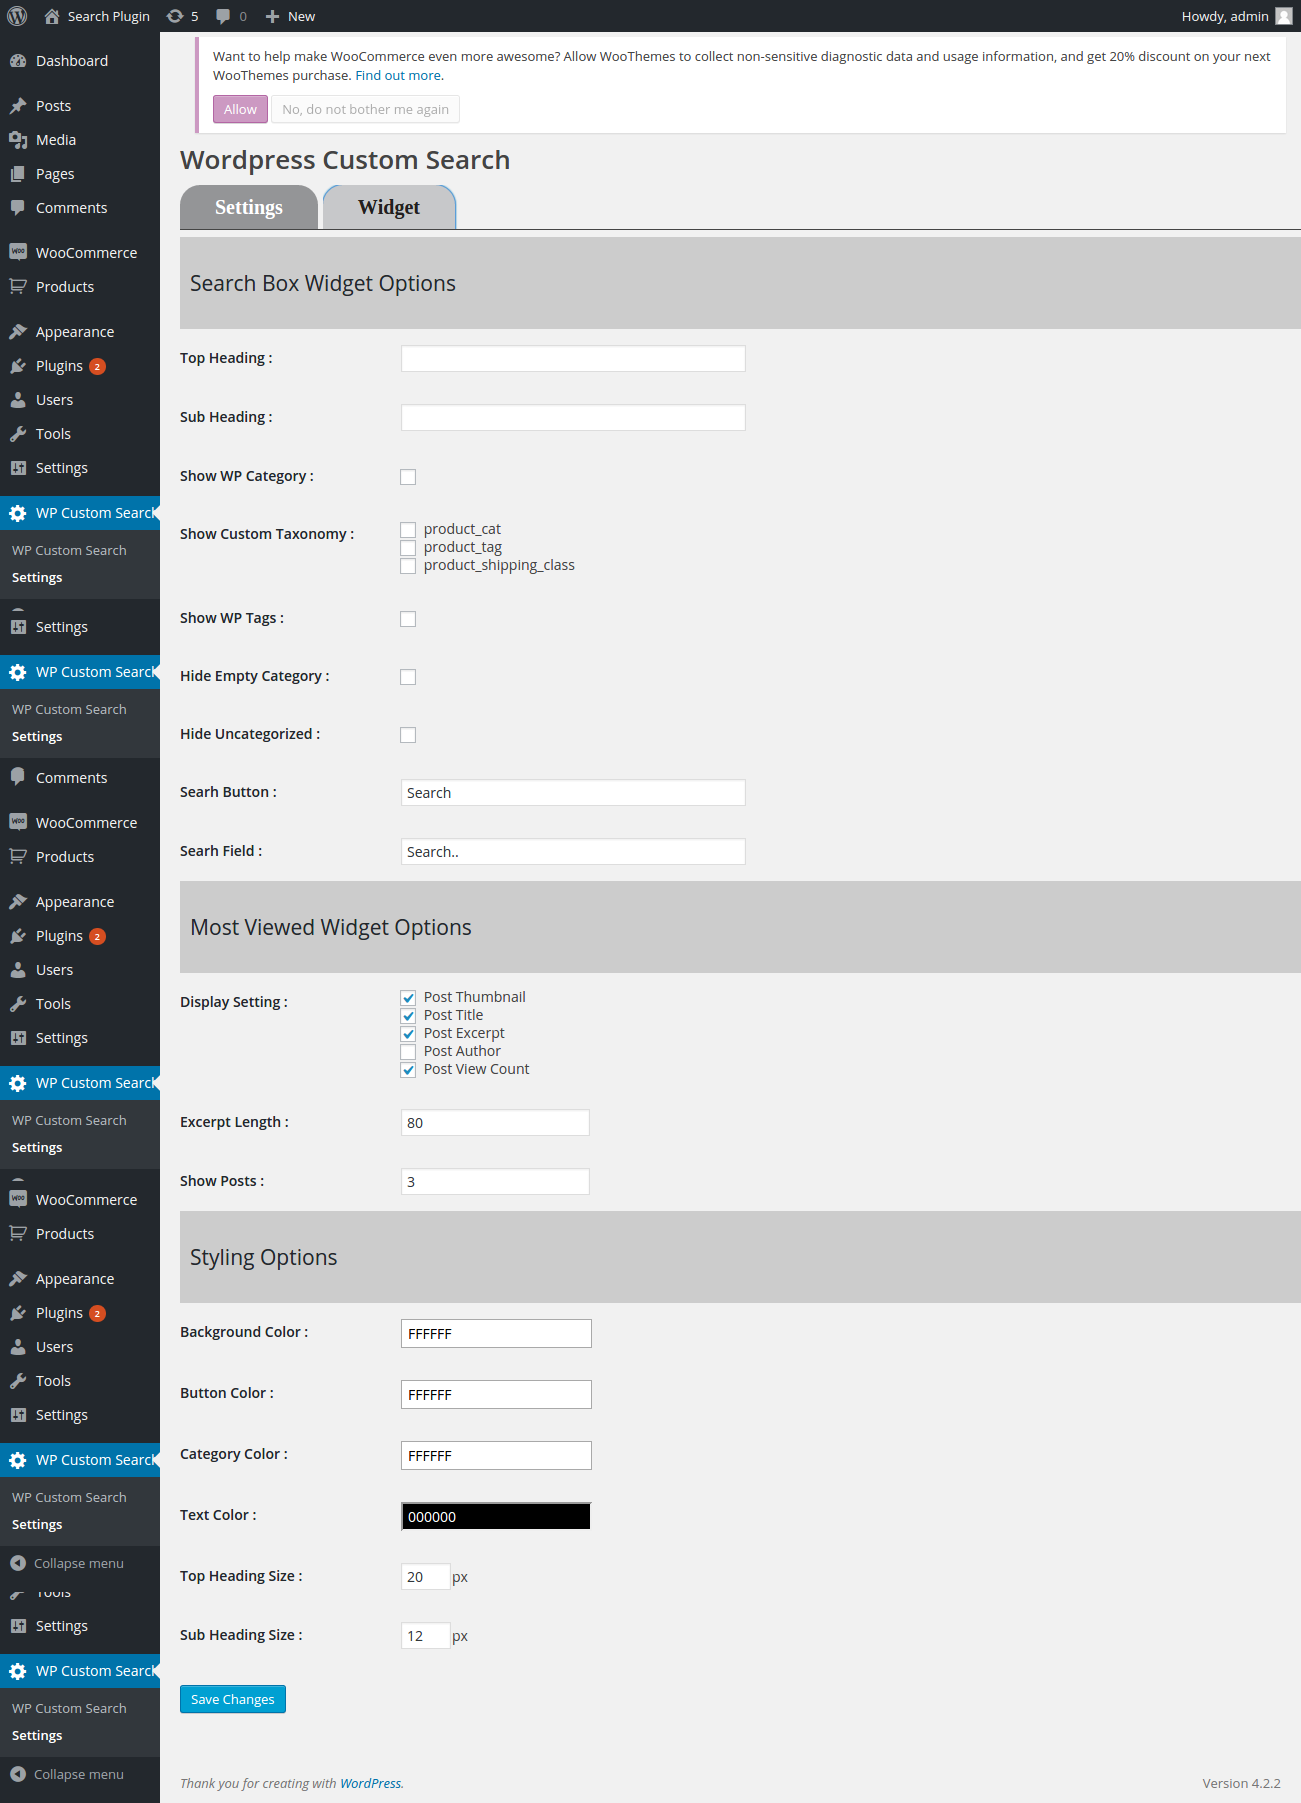 Search Plugin 5 0 New Howdy, admin
Dashboard
Posts
Media
Pages
Comments
WooCommerce
Products
Appearance
Plugins 2
Users
Tools
Settings
WP Custom Search
WP Custom Search
Settings
Settings
WP Custom Search
WP Custom Search
Settings
Comments
WooCommerce
Products
Appearance
Plugins 2
Users
Tools
Settings
WP Custom Search
WP Custom Search
Settings
WooCommerce
Products
Appearance
Plugins 2
Users
Tools
Settings
WP Custom Search
WP Custom Search
Settings
Collapse menu
Tools
Settings
WP Custom Search
WP Custom Search
Settings
Collapse menu
Want to help make WooCommerce even more awesome? Allow WooThemes to collect non-sensitive diagnostic data and usage information, and get 20% discount on your next
WooThemes purchase. Find out more.
Allow No, do not bother me again
Wordpress Custom Search
Settings Widget
Search Box Widget Options
Top Heading :
Sub Heading :
Show WP Category :
Show Custom Taxonomy : product_cat
product_tag
product_shipping_class
Show WP Tags :
Hide Empty Category :
Hide Uncategorized :
Searh Button : Search
Searh Field : Search..
Most Viewed Widget Options
Display Setting : Post Thumbnail
Post Title
Post Excerpt
Post Author
Post View Count
Excerpt Length : 80
Show Posts : 3
Styling Options
Background Color : FFFFFF
Button Color : FFFFFF
Category Color : FFFFFF
Text Color : 000000
Top Heading Size : 20 px
Sub Heading Size : 12 px
Save Changes
Thank you for creating with WordPress. Version 4.2.2